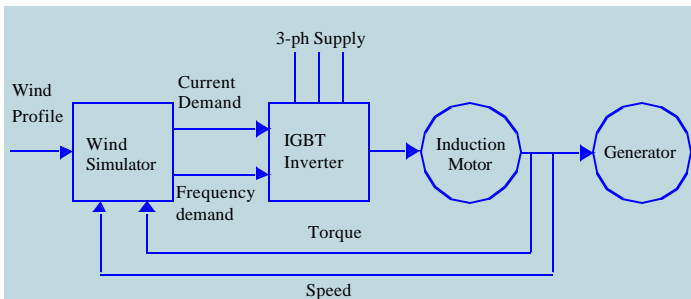 3-ph Supply
Wind
Profile
Current
Demand
Wind
Simulator
IGBT
Inverter
Induction
Motor
Generator
Frequency
demand
Torque
Speed